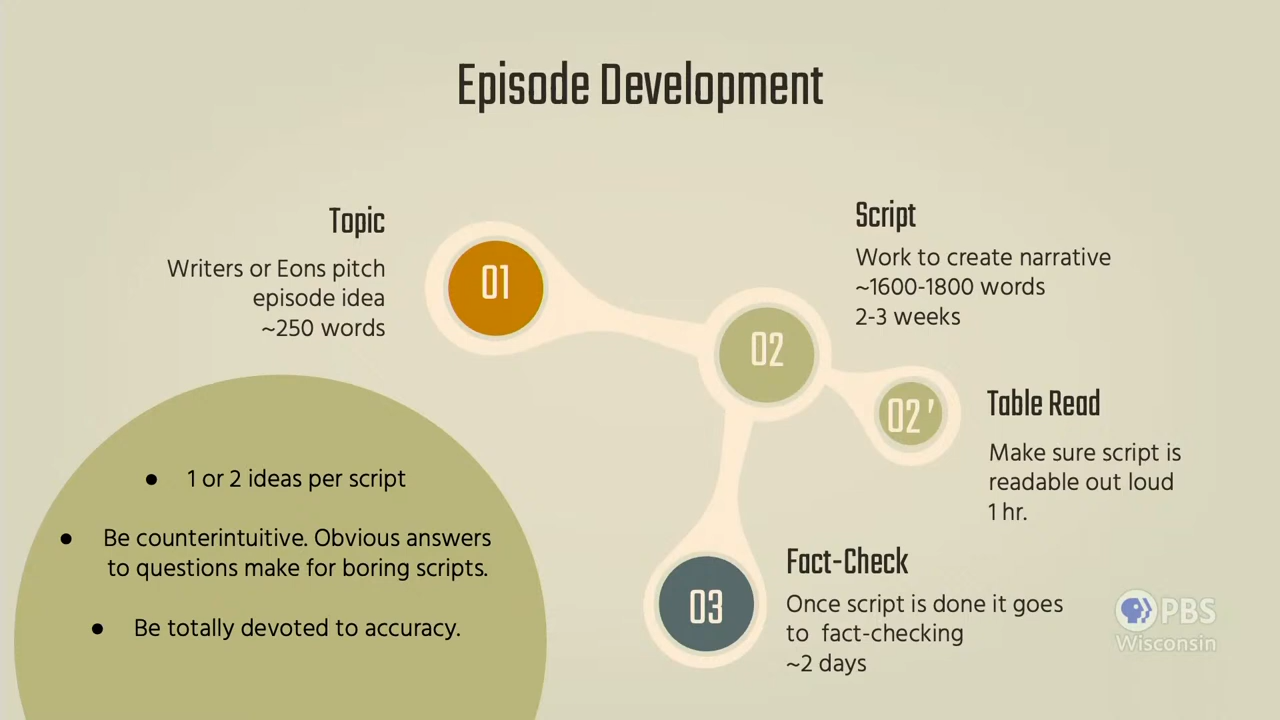 Episode Development
Topic
Writers or Eons pitch
episode idea
~250 words
01
02
Script
Work to create narrative
~1600-1800 words
2-3 weeks
02 '
Table Read
Make sure script is
readable out loud
1 hr.
● 1 or 2 ideas per script
● Be counterintuitive. Obvious answers
to questions make for boring scripts.
● Be totally devoted to accuracy.
03
Fact-Check
Once script is done it goes
to  fact-checking
~2 days
PBS
Wisconsin